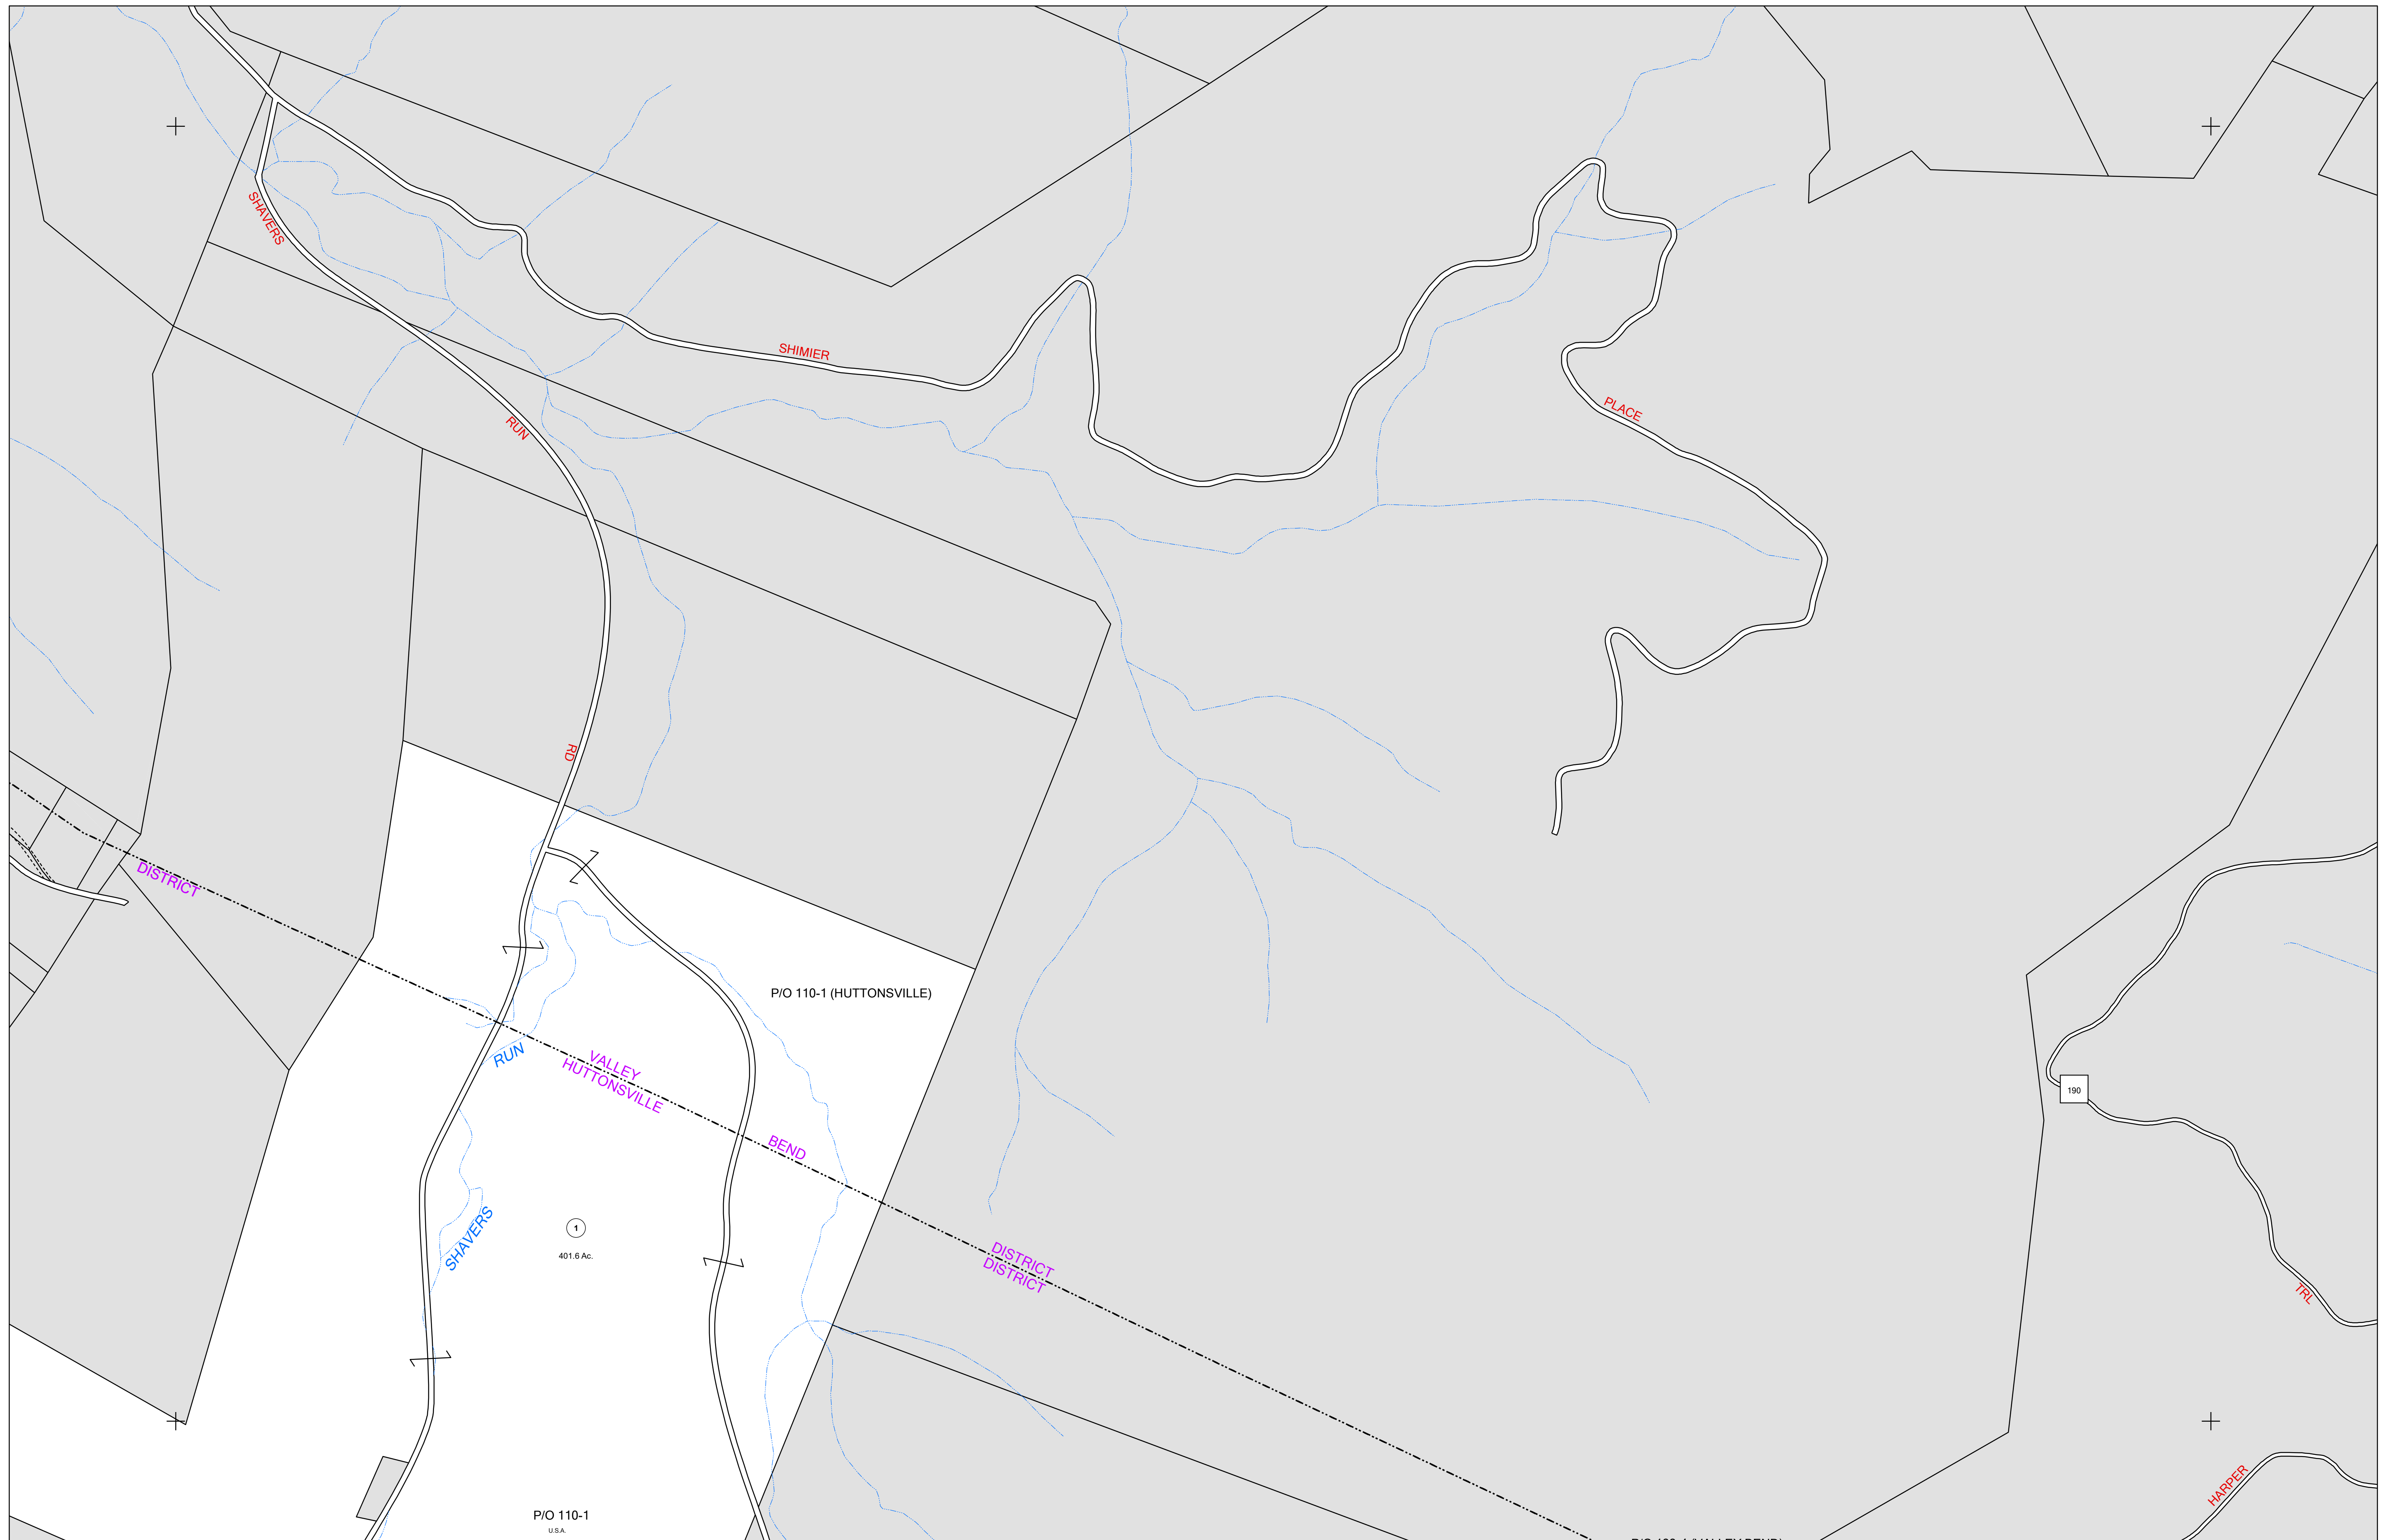 SHAVERS
SHIMIER
RUN
PLACE
RD
DISTRICT
P/O 110-1 (HUTTONSVILLE)
RUN
VALLEY
HUTTONSVILLE
190
BEND
SHAVERS
1
401.6 Ac.
DISTRICT
DISTRICT
TRL
HARPER
P/O 110-1
U.S.A.